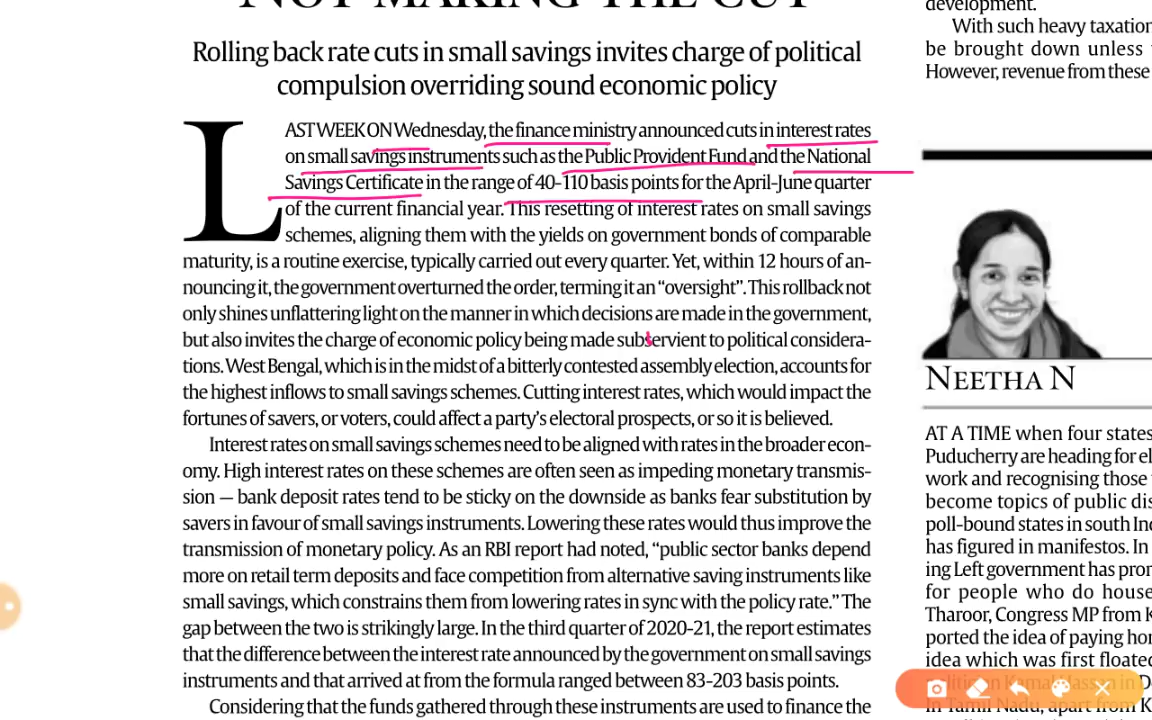 NOT MAKING THE CUT
Rolling back rate cuts in small savings invites charge of political
compulsion overriding sound economic policy
LAST WEEK ON Wednesday, the finance ministry announced cuts in interest rates
on small savings instruments such as the Public Provident Fund and the National
Savings Certificate in the range of 40-110 basis points for the April-June quarter
of the current financial year. This resetting of interest rates on small savings
schemes, aligning them with the yields on government bonds of comparable
maturity, is a routine exercise, typically carried out every quarter. Yet, within 12 hours of an-
nouncing it, the government overturned the order, terming it an “oversight”. This rollback not
only shines unflattering light on the manner in which decisions are made in the government,
but also invites the charge of economic policy being made subservient to political considera-
tions. West Bengal, which is in the midst of a bitterly contested assembly election, accounts for
the highest inflows to small savings schemes. Cutting interest rates, which would impact the
fortunes of savers, or voters, could affect a party’s electoral prospects, or so it is believed.
Interest rates on small savings schemes need to be aligned with rates in the broader econ-
omy. High interest rates on these schemes are often seen as impeding monetary transmis-
sion — bank deposit rates tend to be sticky on the downside as banks fear substitution by
savers in favour of small savings instruments. Lowering these rates would thus improve the
transmission of monetary policy. As an RBI report had noted, “public sector banks depend
more on retail term deposits and face competition from alternative saving instruments like
small savings, which constrains them from lowering rates in sync with the policy rate.” The
gap between the two is strikingly large. In the third quarter of 2020-21, the report estimates
that the difference between the interest rate announced by the government on small savings
instruments and that arrived at from the formula ranged between 83-203 basis points.
Considering that the funds gathered through these instruments are used to finance the
development.
With such heavy taxation
be brought down unless
However, revenue from these
NEETHA N
AT A TIME when four states
Puducherry are heading for el
work and recognising those
become topics of public dis
poll-bound states in south Ind
has figured in manifestos. In
ing Left government has pron
for people who do house
Tharoor, Congress MP from K
ported the idea of paying hon
idea which was first floated
Kamal Haasan in
in Tamil Nadu, apart from K